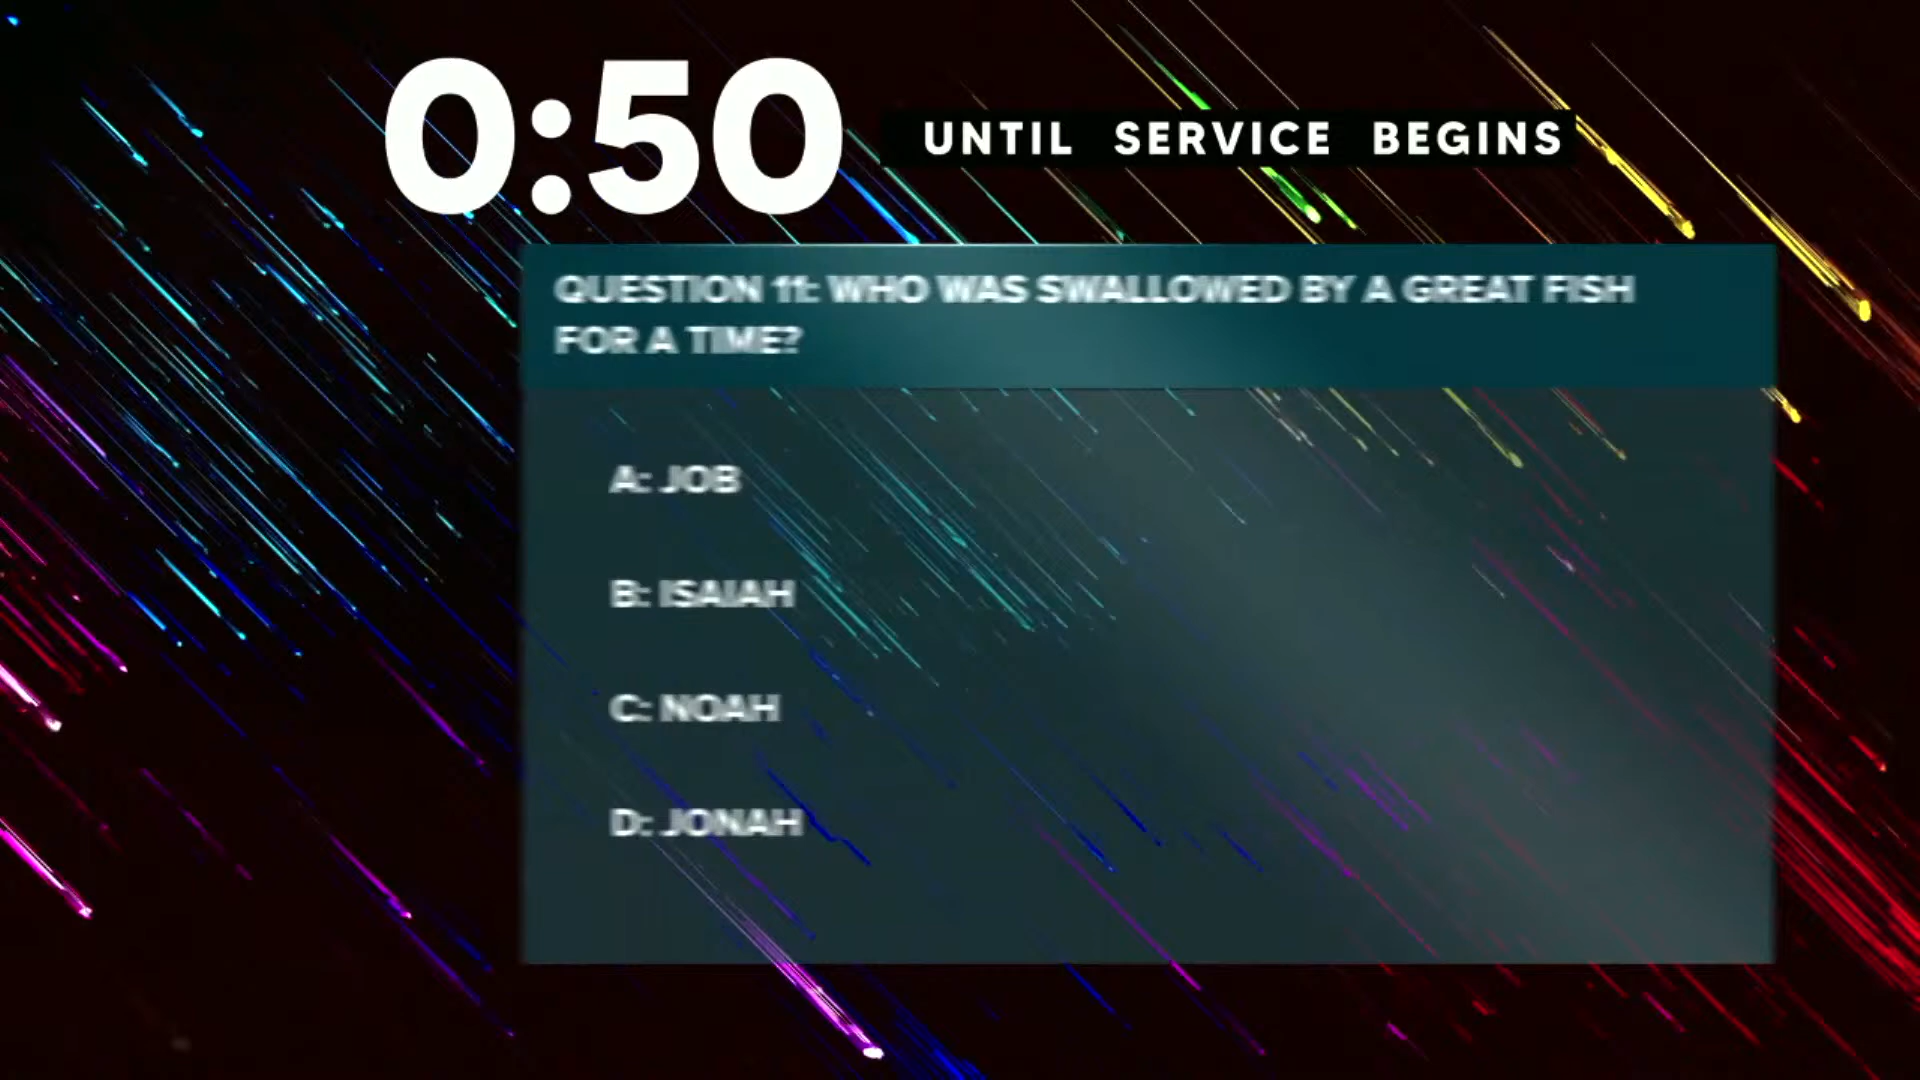 0:50 UNTIL SERVICE BEGINS
QUESTION 11: WHO WAS SWALLOWED BY A GREAT FISH
FOR A TIME?
A: JOB
B: ISAIAH
C: NOAH
D: JONAH